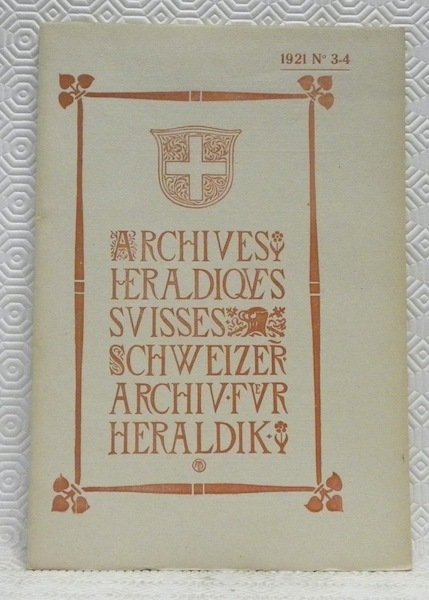 1921 N° 3-4
ARCHIVES
HERALDIQVES
SVISSES
SCHWEIZER
ARCHIV·FVR
HERALDIK·